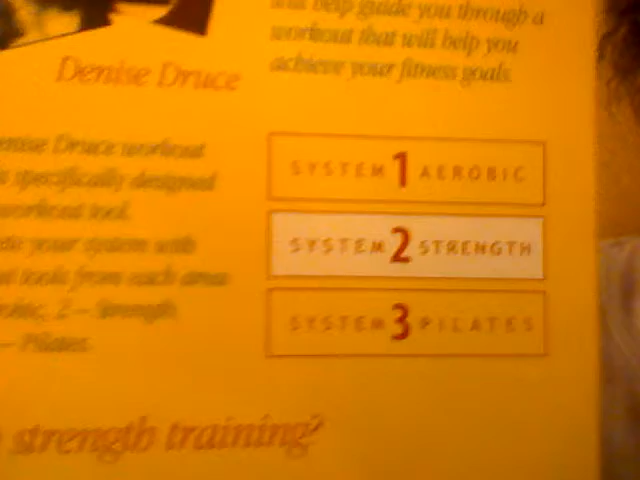 will help guide you through a
workout that will help you
achieve your fitness goals.
Denise Druce
Denise Druce workout
is specifically designed
workout tool.
your system with
tools from each area
2 – Strength
– Pilates.
SYSTEM 1 AEROBIC
SYSTEM 2 STRENGTH
SYSTEM 3 PILATES
strength training?